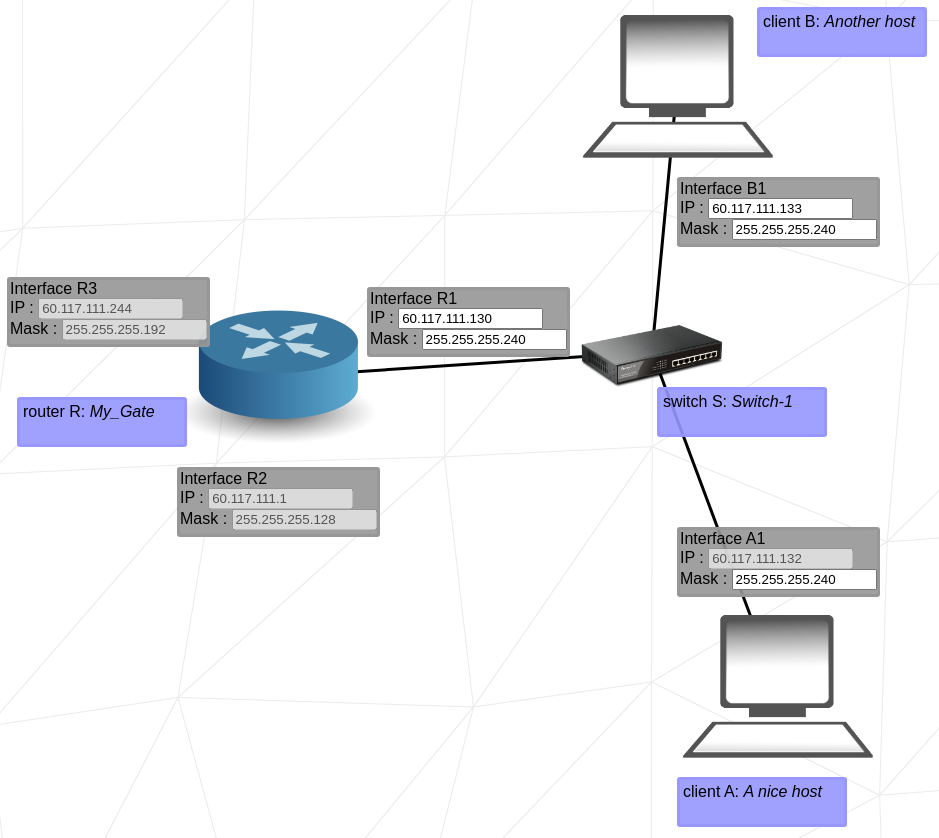 client B: Another host
Interface B1
IP : 60.117.111.133
Mask : 255.255.255.240
Interface R3
IP : 60.117.111.244
Mask : 255.255.255.192
Interface R1
IP : 60.117.111.130
Mask : 255.255.255.240
router R: My_Gate
switch S: Switch-1
Interface R2
IP : 60.117.111.1
Mask : 255.255.255.128
Interface A1
IP : 60.117.111.132
Mask : 255.255.255.240
client A: A nice host